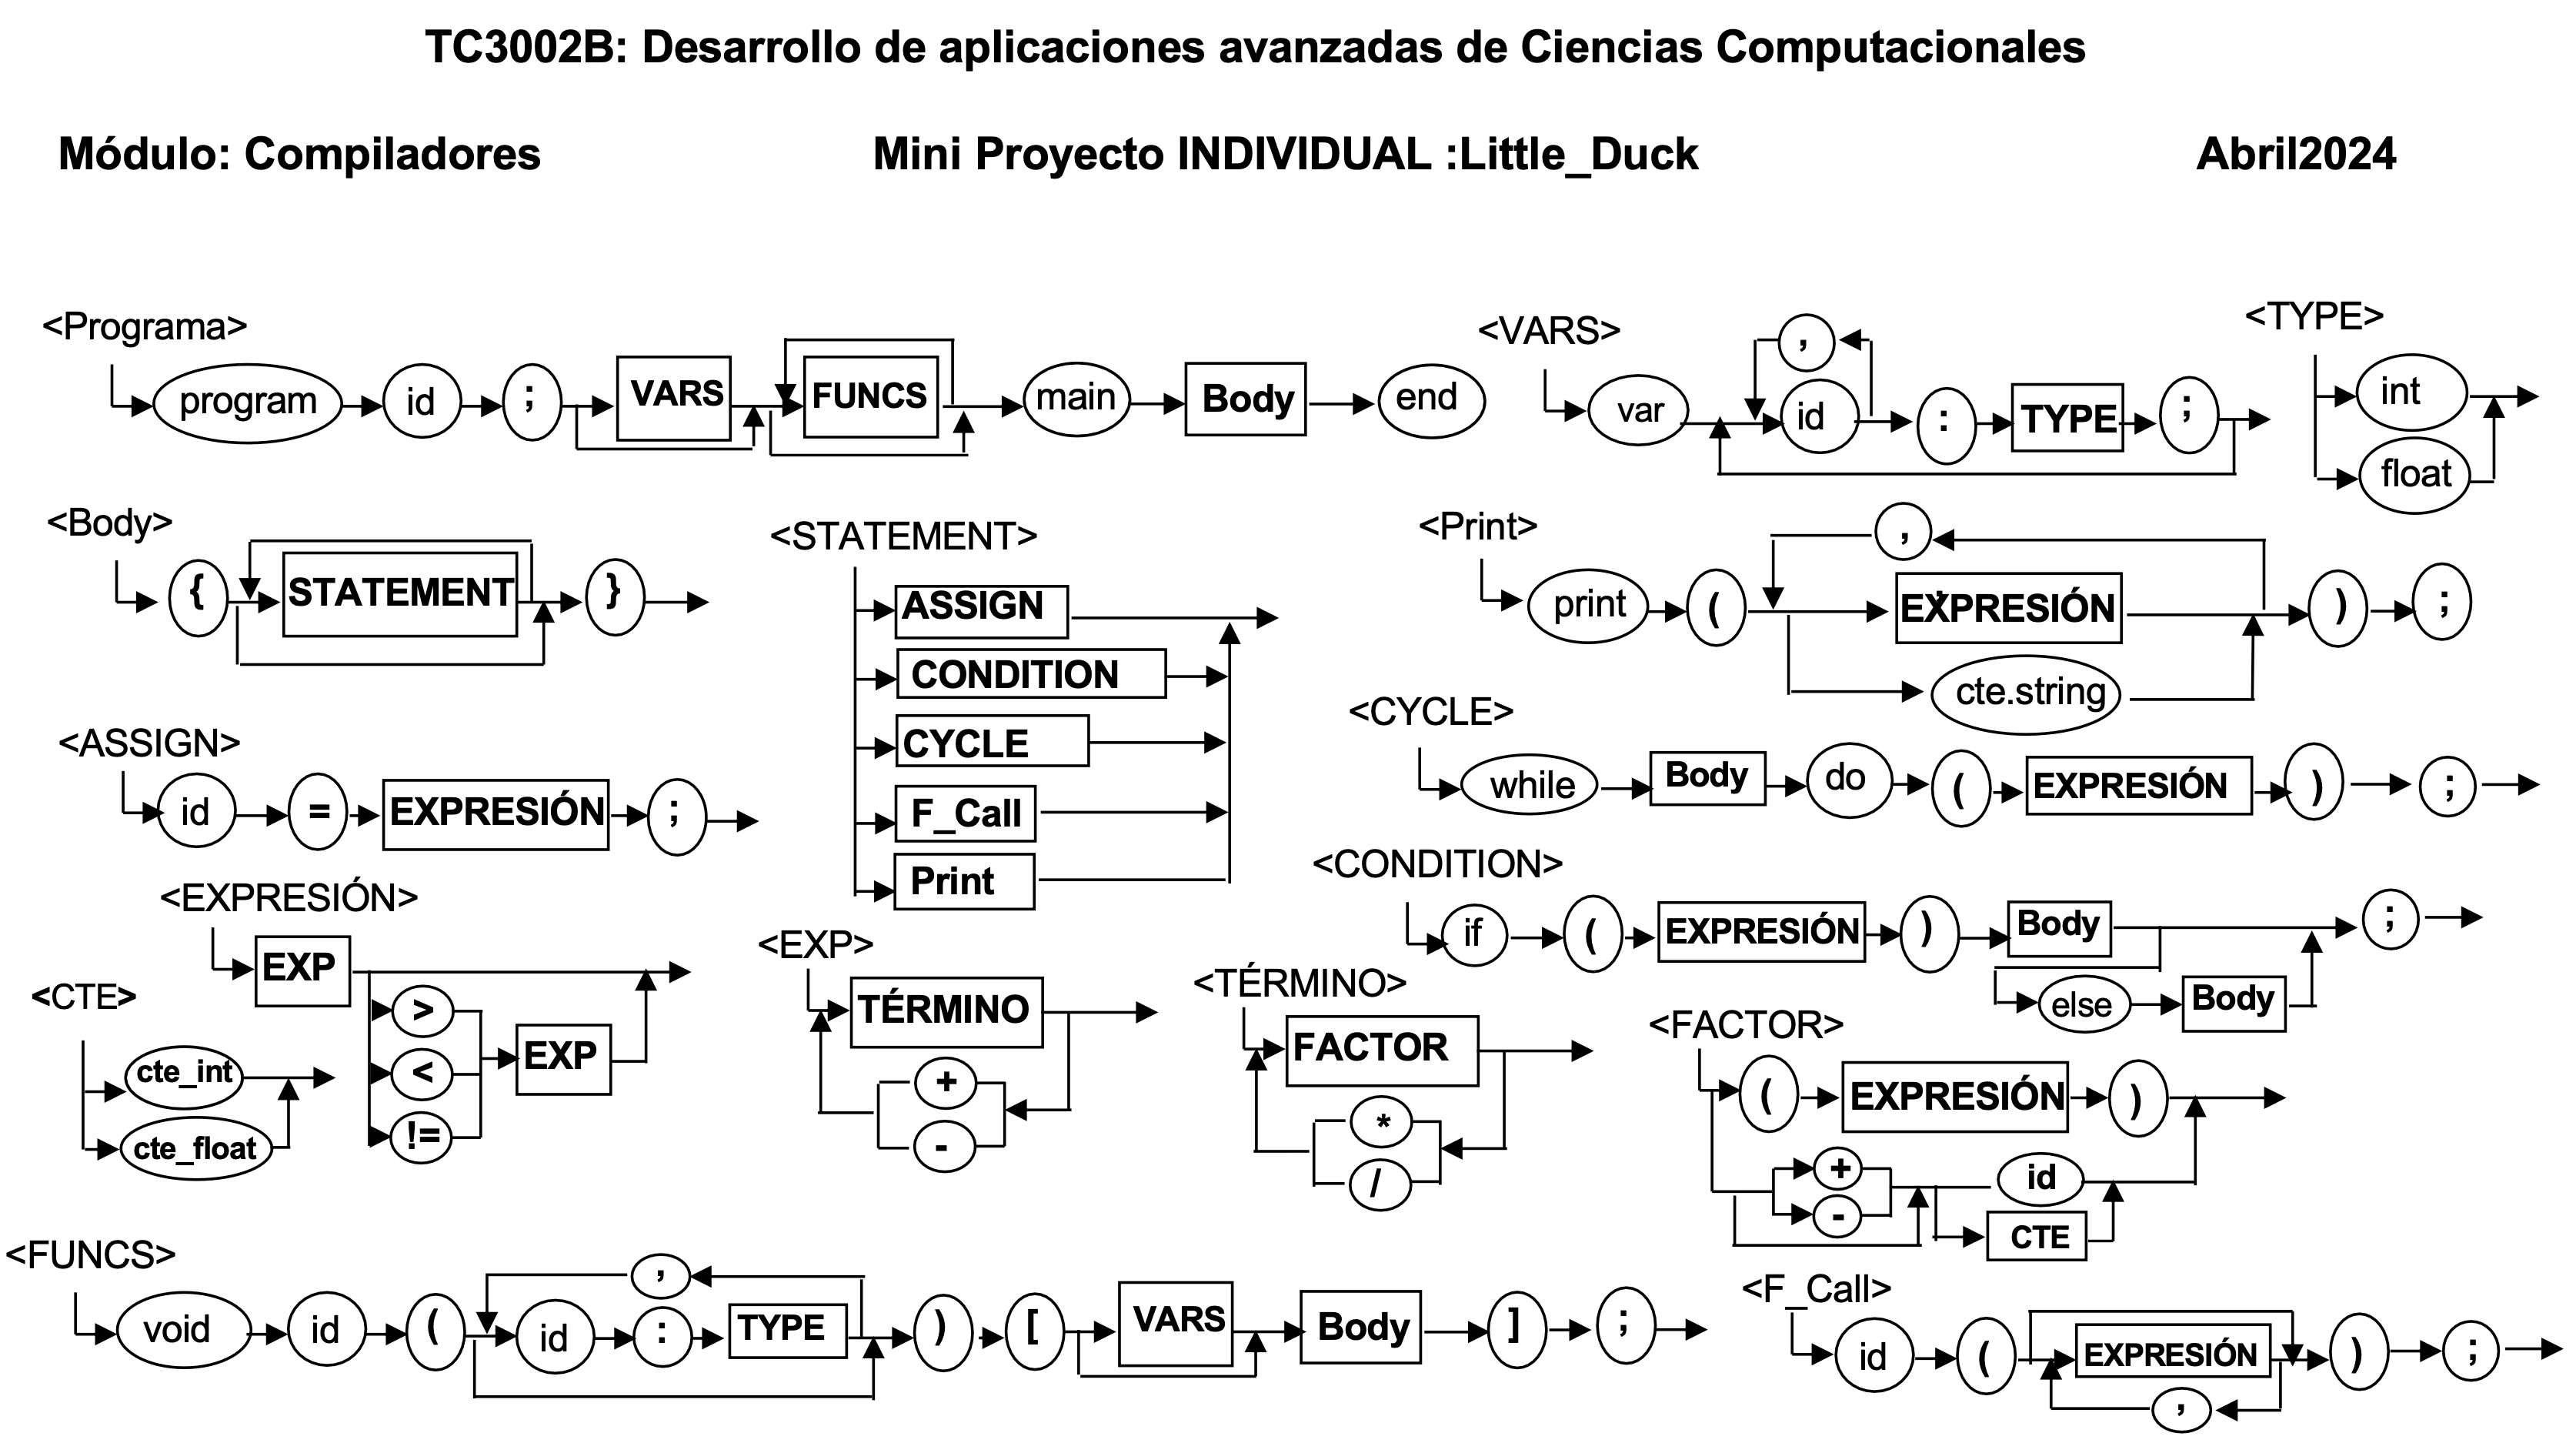 TC3002B: Desarrollo de aplicaciones avanzadas de Ciencias Computacionales
Módulo: Compiladores Mini Proyecto INDIVIDUAL :Little_Duck Abril2024
<Programa>
program id ; VARS FUNCS main Body end
<VARS>
,
var id : TYPE ;
<TYPE>
int
float
<Body>
{ STATEMENT }
<STATEMENT>
ASSIGN
CONDITION
CYCLE
F_Call
Print
<Print>
,
print ( EXPRESIÓN ) ;
cte.string
<ASSIGN>
id = EXPRESIÓN ;
<CYCLE>
while Body do ( EXPRESIÓN ) ;
<EXPRESIÓN>
EXP
>
<
!=
EXP
<CONDITION>
if ( EXPRESIÓN ) Body ;
else Body
<CTE>
cte_int
cte_float
<EXP>
TÉRMINO
+
-
<TÉRMINO>
FACTOR
*
/
<FACTOR>
( EXPRESIÓN )
+ id
- CTE
<FUNCS>
,
void id ( id : TYPE ) [ VARS Body ] ;
<F_Call>
id ( EXPRESIÓN ) ;
,